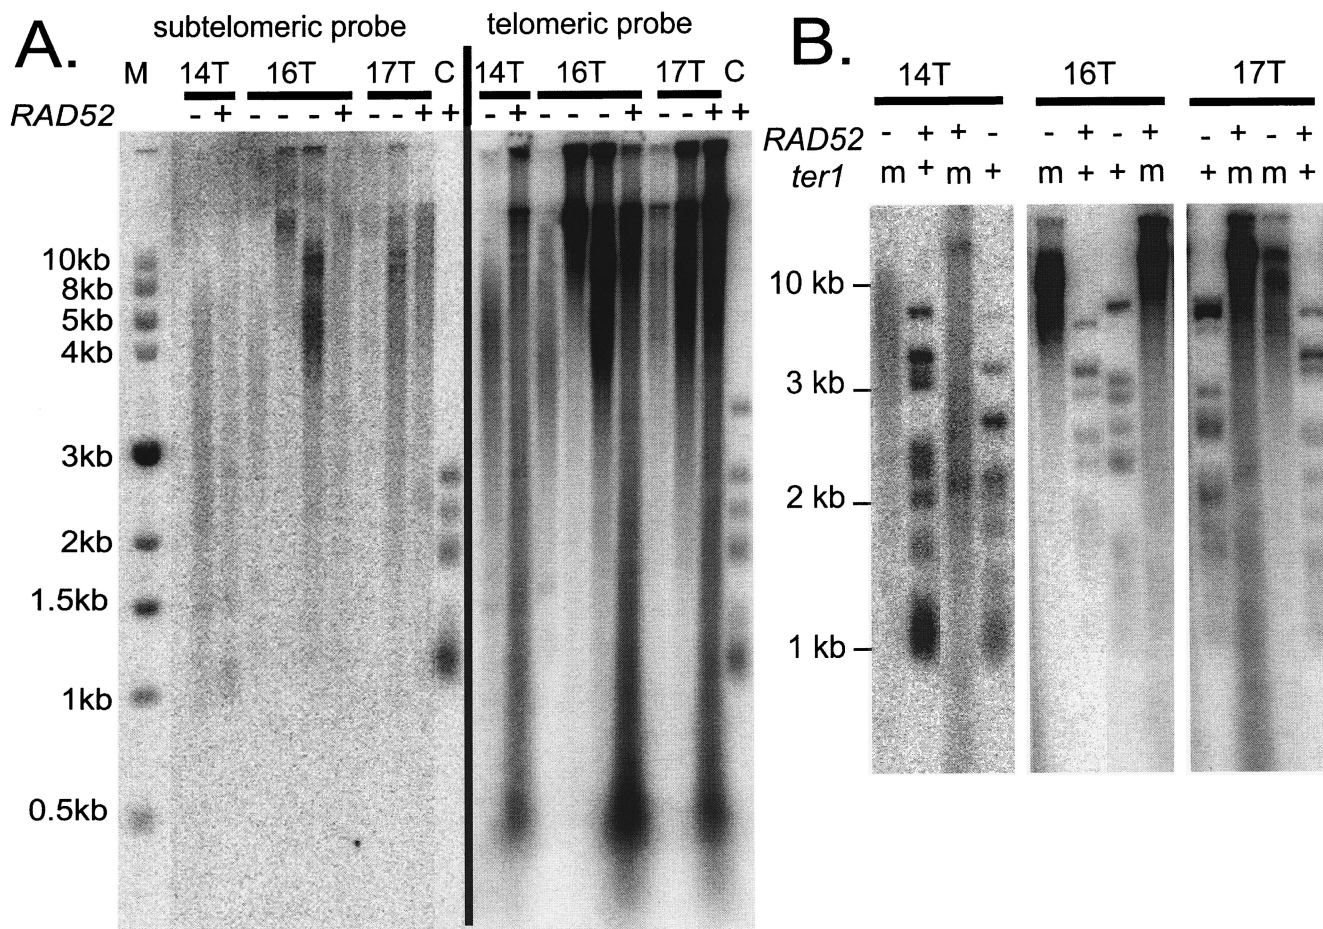 A.
subtelomeric probe telomeric probe
M 14T 16T 17T C 14T 16T 17T C
RAD52 - + - - - + - - + + - + - - - + - - + +
10kb
8kb
5kb
4kb
3kb
2kb
1.5kb
1kb
0.5kb
B.
14T 16T 17T
RAD52 - + + - - + - + - + - +
ter1 m + m + m + + m + m m +
10 kb
3 kb
2 kb
1 kb